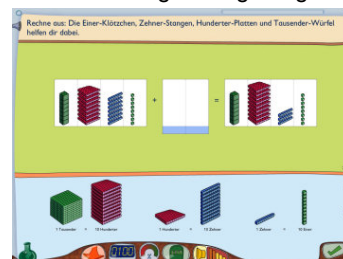 Rechne aus: Die Einer-Klötzchen, Zehner-Stangen, Hunderter-Platten und Tausender-Würfel
helfen dir dabei.
+ =
1 Tausender = 10 Hunderter 1 Hunderter = 10 Zehner 1 Zehner = 10 Einer